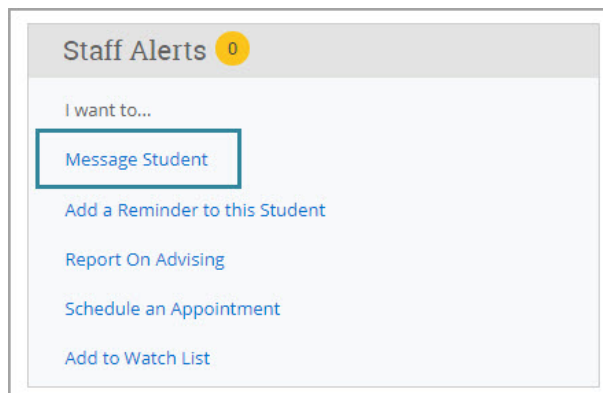 Staff Alerts 0
I want to...
Message Student
Add a Reminder to this Student
Report On Advising
Schedule an Appointment
Add to Watch List